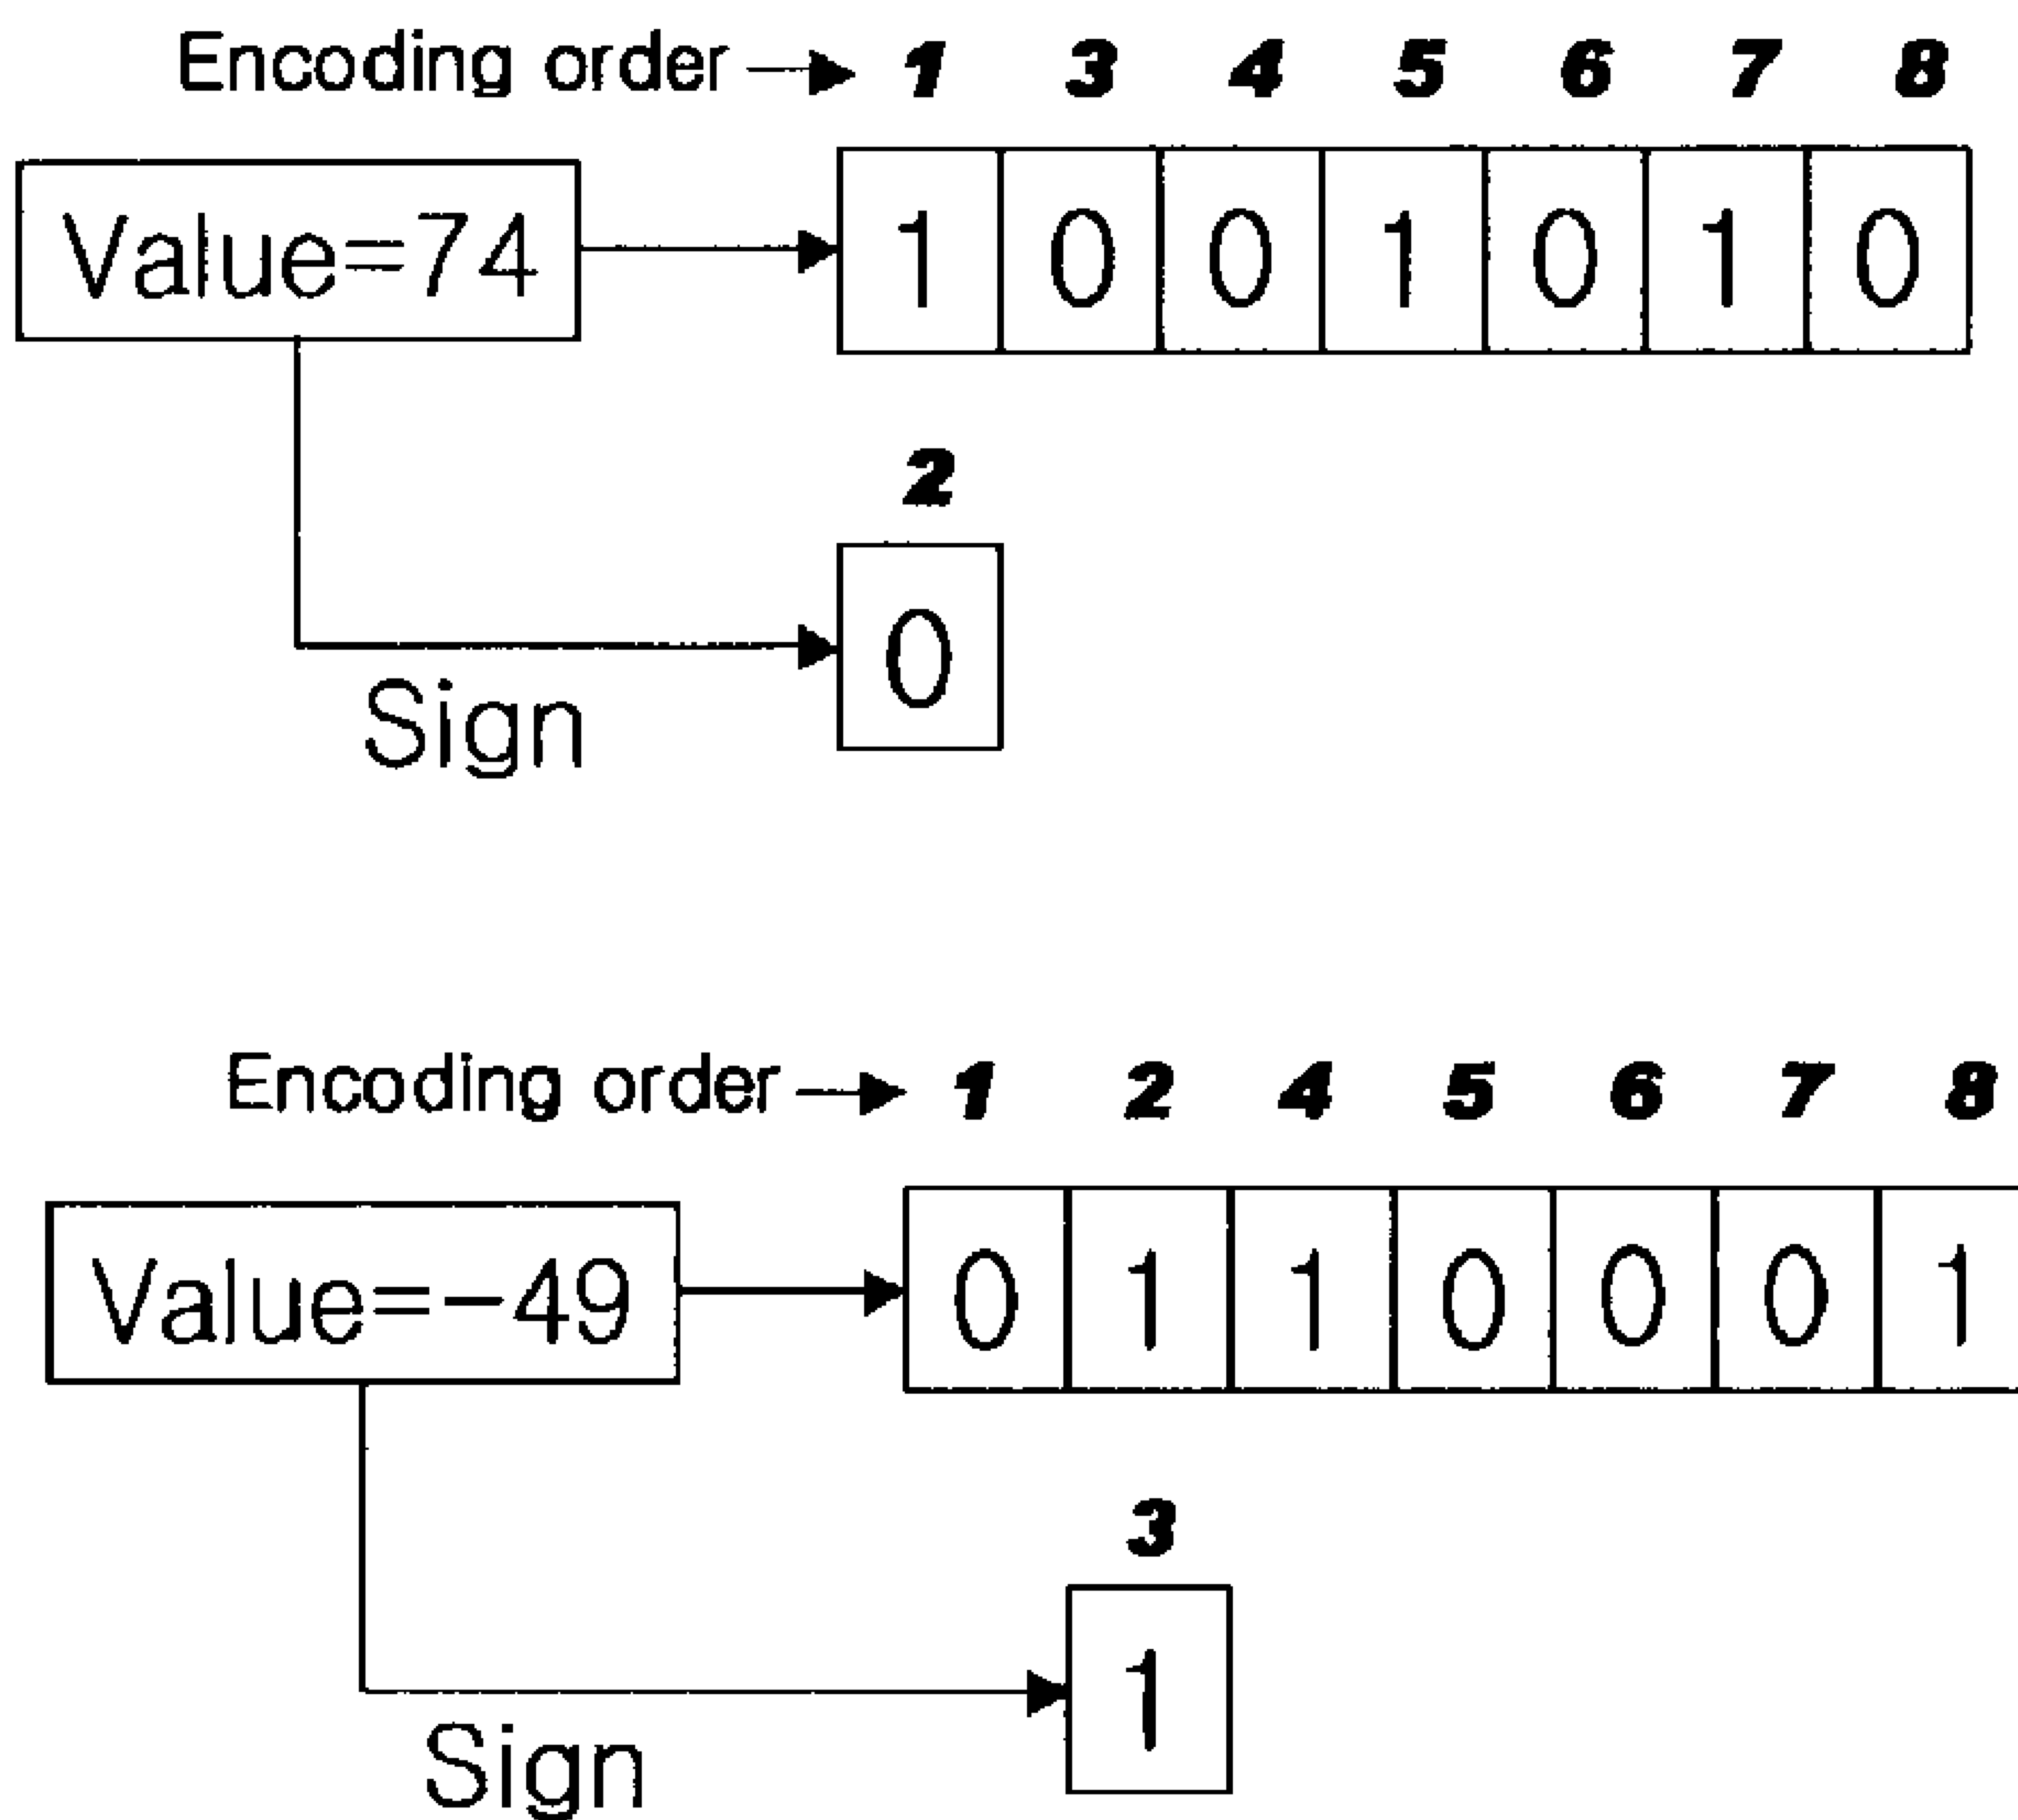 Encoding order 1 3 4 5 6 7 8
Value=74 1 0 0 1 0 1 0
2
0
Sign
Encoding order 1 2 4 5 6 7 8
Value=-49 0 1 1 0 0 0 1
3
1
Sign